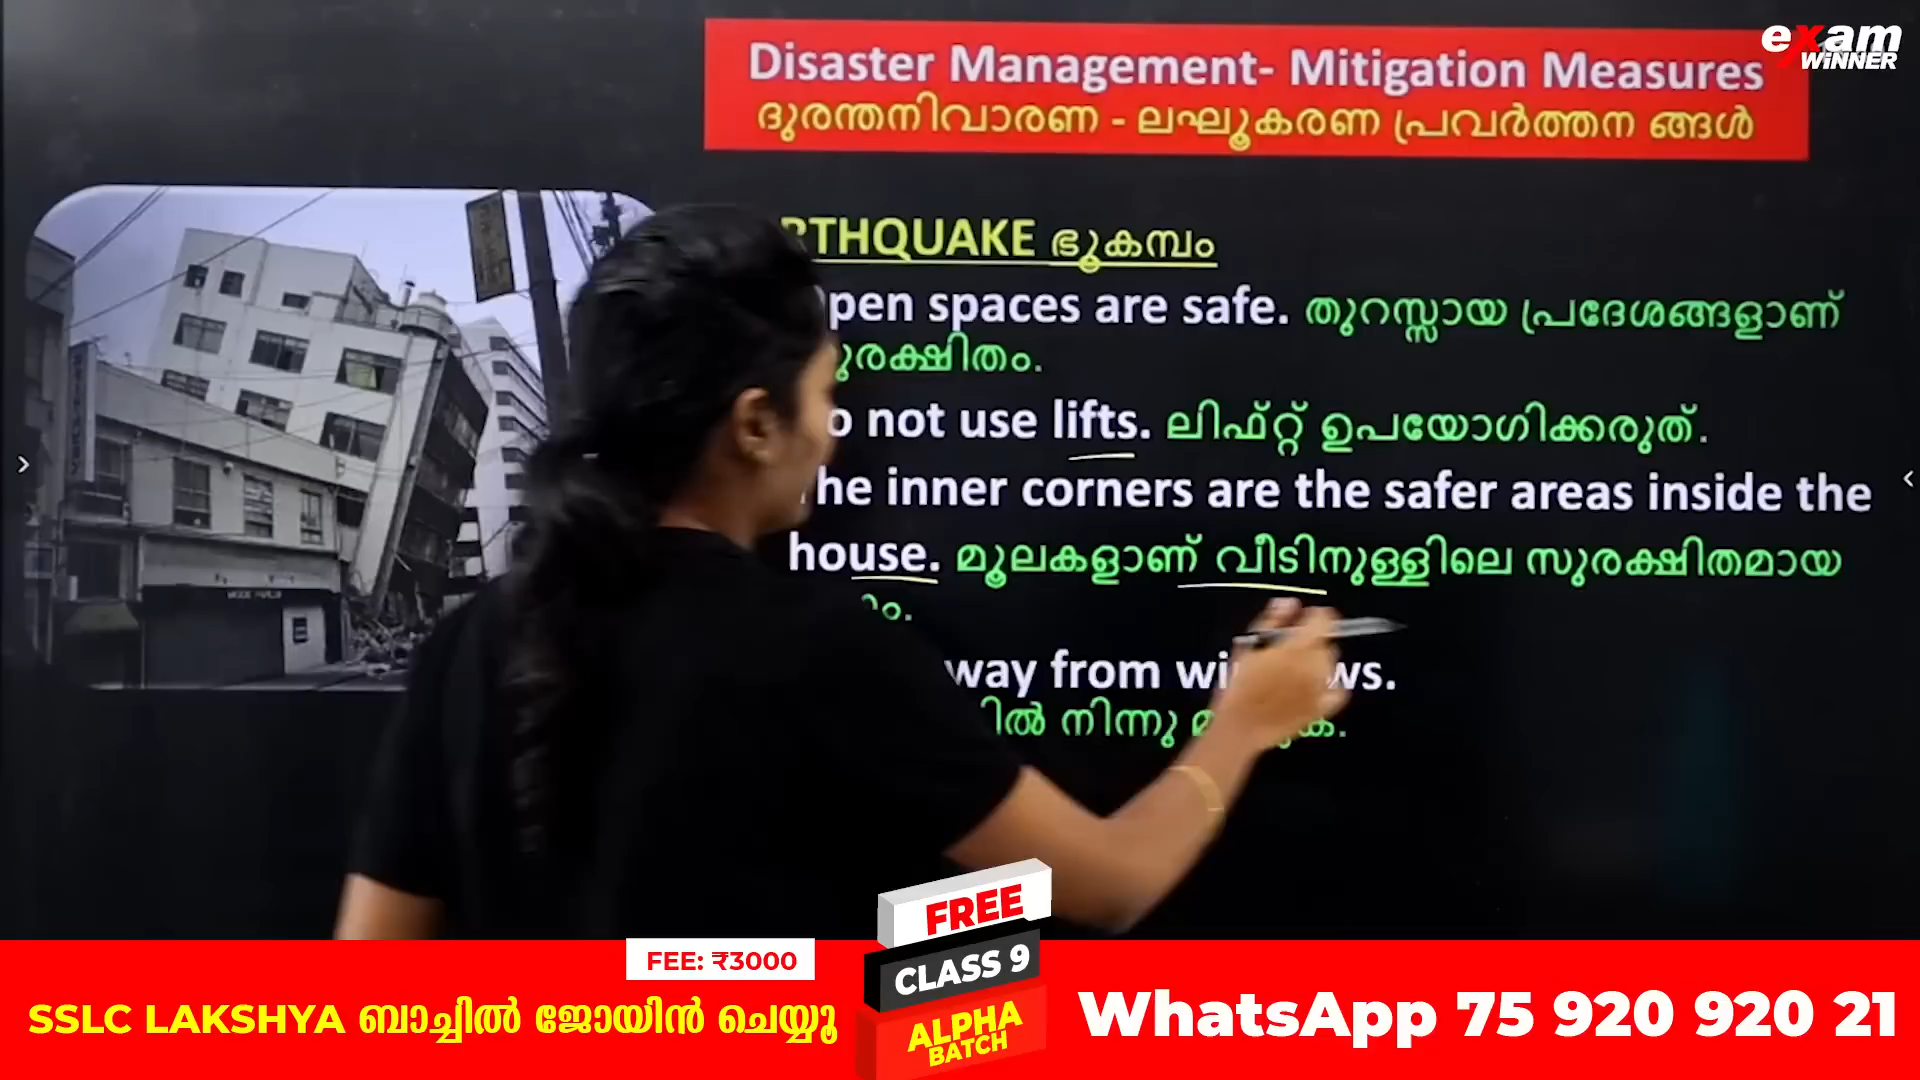 exam
WINNER
Disaster Management- Mitigation Measures
ദുരന്തനിവാരണ - ലഘൂകരണ പ്രവർത്തന ങ്ങൾ
RTHQUAKE ഭൂകമ്പം
pen spaces are safe. തുറസ്സായ പ്രദേശങ്ങളാണ്
ുരക്ഷിതം.
o not use lifts. ലിഫ്റ്റ് ഉപയോഗിക്കരുത്.
he inner corners are the safer areas inside the
house. മൂലകളാണ് വീടിനുള്ളിലെ സുരക്ഷിതമായ
way from
ിൽ നിന്നു
FEE: ₹3000
SSLC LAKSHYA ബാച്ചിൽ ജോയിൻ ചെയ്യൂ
FREE
CLASS 9
ALPHA
BATCH
WhatsApp 75 920 920 21